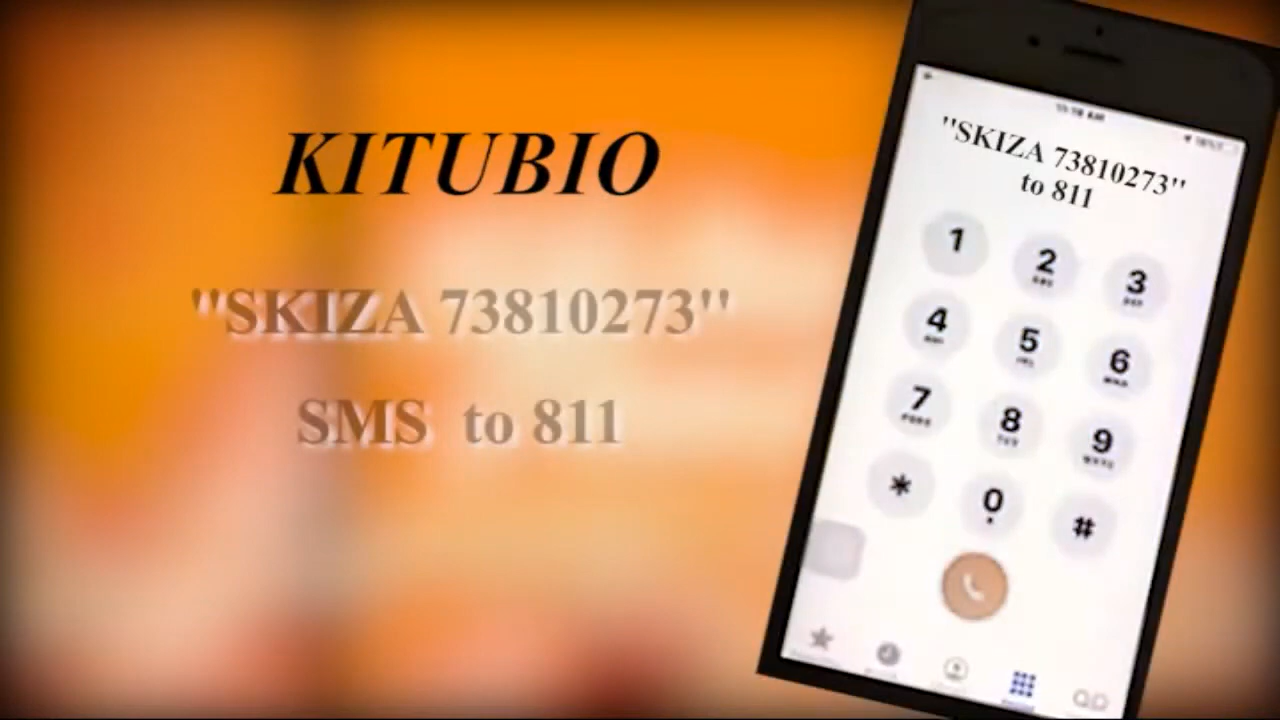 KITUBIO
"SKIZA 73810273"
SMS to 811
"SKIZA 73810273"
to 811
1
2
3
4
5
6
7
8
9
*
0
#